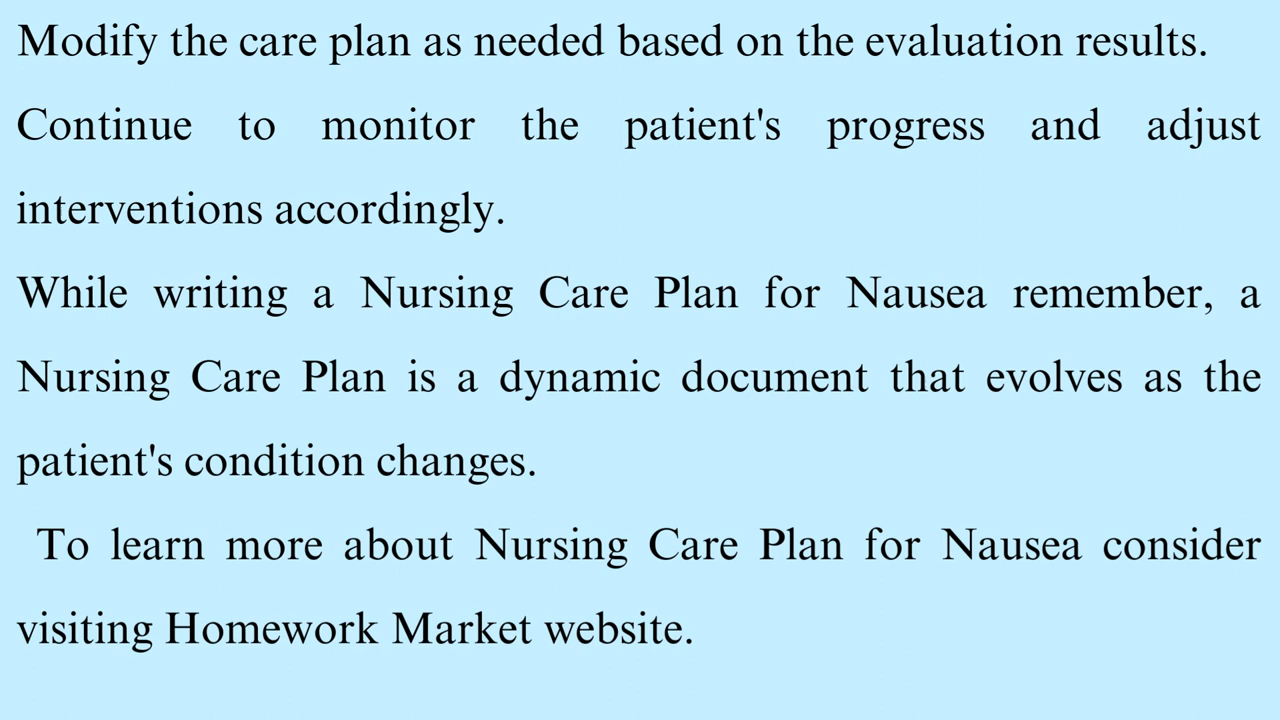 Modify the care plan as needed based on the evaluation results.
Continue to monitor the patient's progress and adjust
interventions accordingly.
While writing a Nursing Care Plan for Nausea remember, a
Nursing Care Plan is a dynamic document that evolves as the
patient's condition changes.
To learn more about Nursing Care Plan for Nausea consider
visiting Homework Market website.